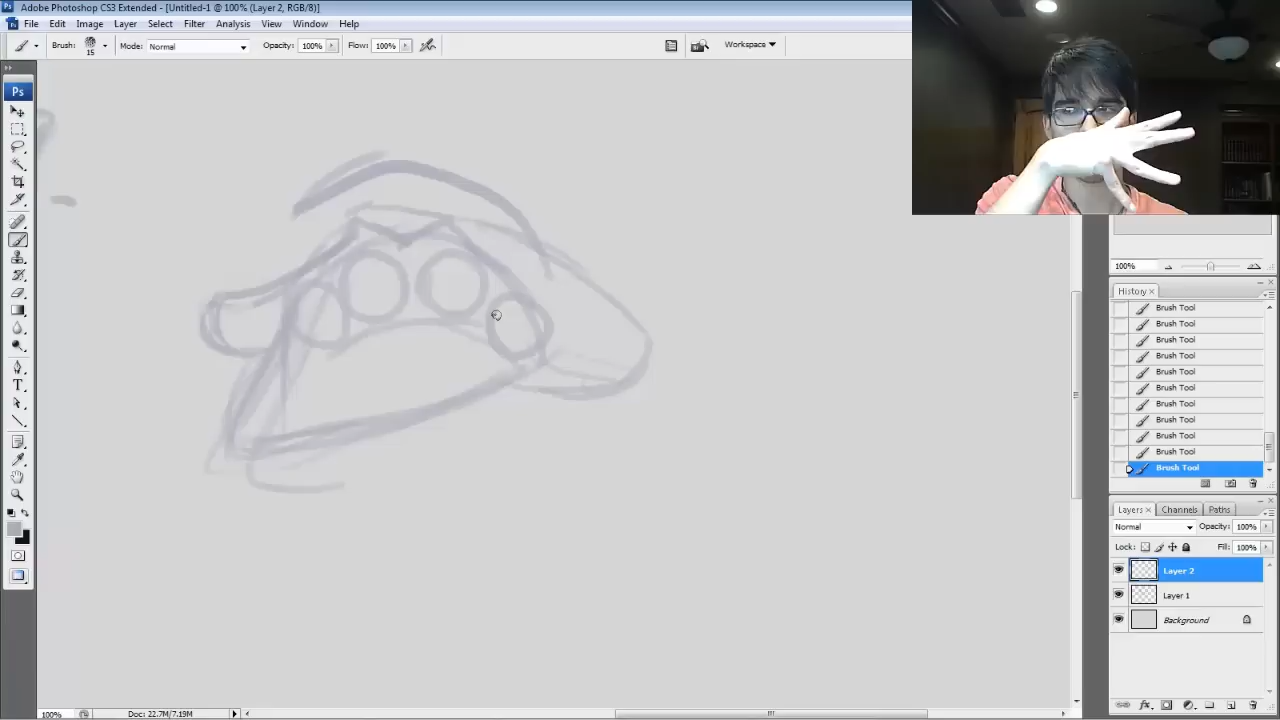 Adobe Photoshop CS3 Extended - [Untitled-1 @ 100% (Layer 2, RGB/8)]
File Edit Image Layer Select Filter Analysis View Window Help
Brush: 15 Mode: Normal Opacity: 100% Flow: 100% Workspace
Ps
T
100%
History
Brush Tool
Brush Tool
Brush Tool
Brush Tool
Brush Tool
Brush Tool
Brush Tool
Brush Tool
Brush Tool
Brush Tool
Brush Tool
Layers Channels Paths
Normal Opacity: 100%
Lock: Fill: 100%
Layer 2
Layer 1
Background
fx
100% Doc: 22.7M/7.19M